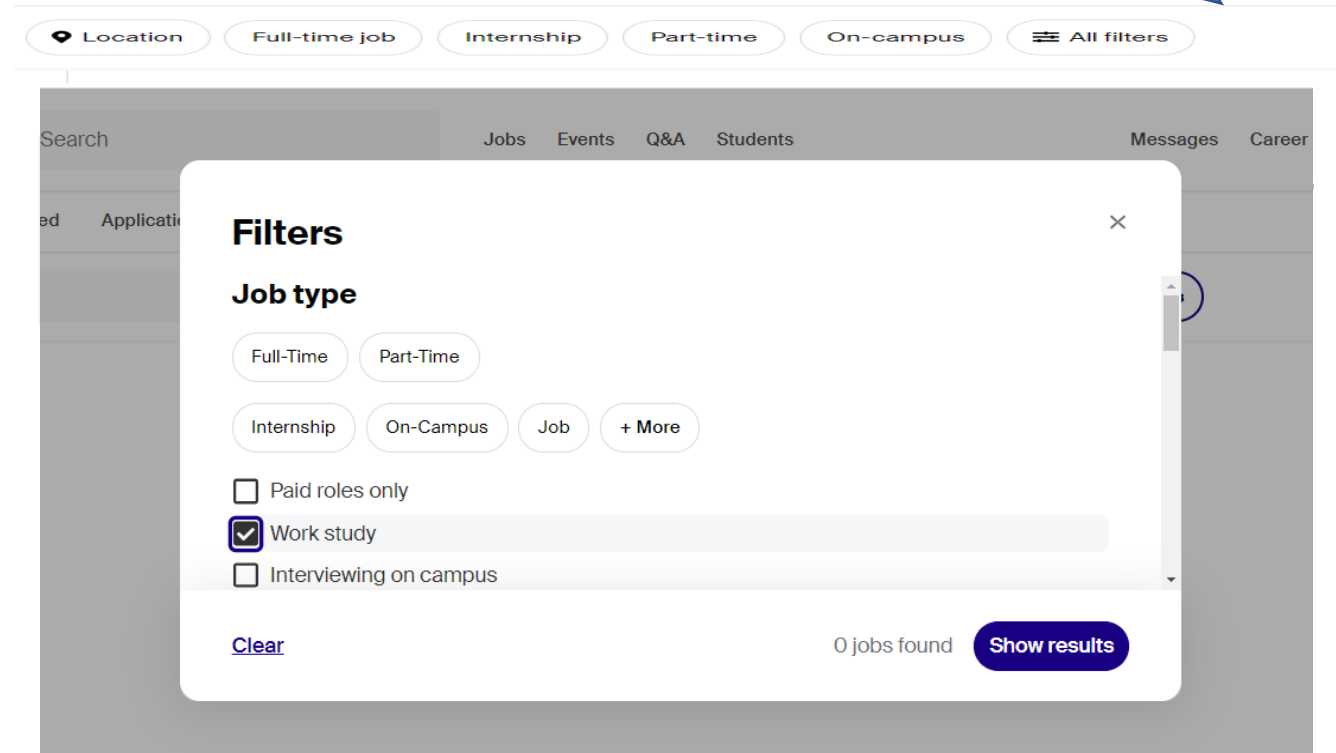 Location Full-time job Internship Part-time On-campus All filters
Search Jobs Events Q&A Students Messages Career
Filters
Job type
Full-Time Part-Time
Internship On-Campus Job + More
Paid roles only
Work study
Interviewing on campus
Clear 0 jobs found Show results